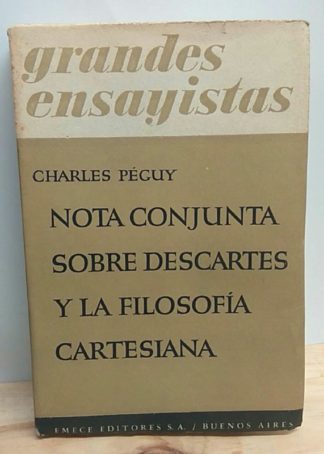 grandes
ensayistas
CHARLES PÉGUY
NOTA CONJUNTA
SOBRE DESCARTES
Y LA FILOSOFÍA
CARTESIANA
EMECE EDITORES S.A. / BUENOS AIRES